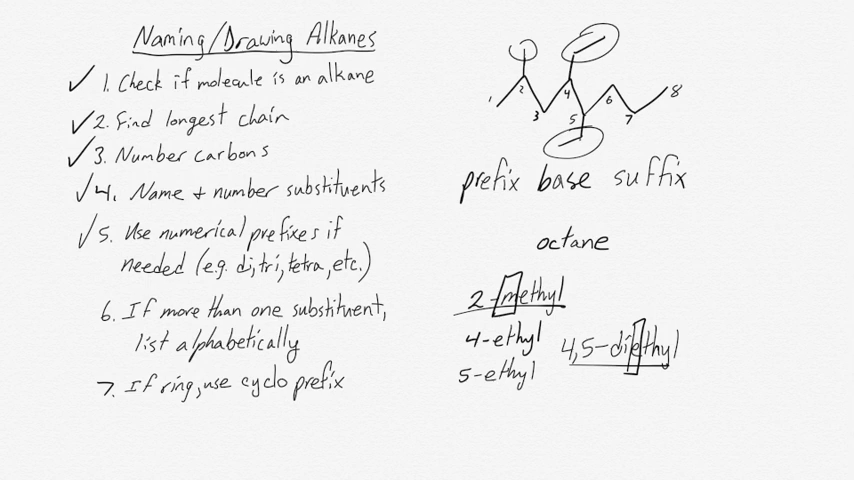 Naming/Drawing Alkanes
1. Check if molecule is an alkane
2. Find longest chain
3. Number carbons
4. Name + number substituents
5. Use numerical prefixes if
needed (e.g. di, tri, tetra, etc.)
6. If more than one substituent,
list alphabetically
7. If ring, use cyclo prefix
1 2 3 4 5 6 7 8
prefix base suffix
octane
2-methyl
4-ethyl
5-ethyl
4,5-diethyl